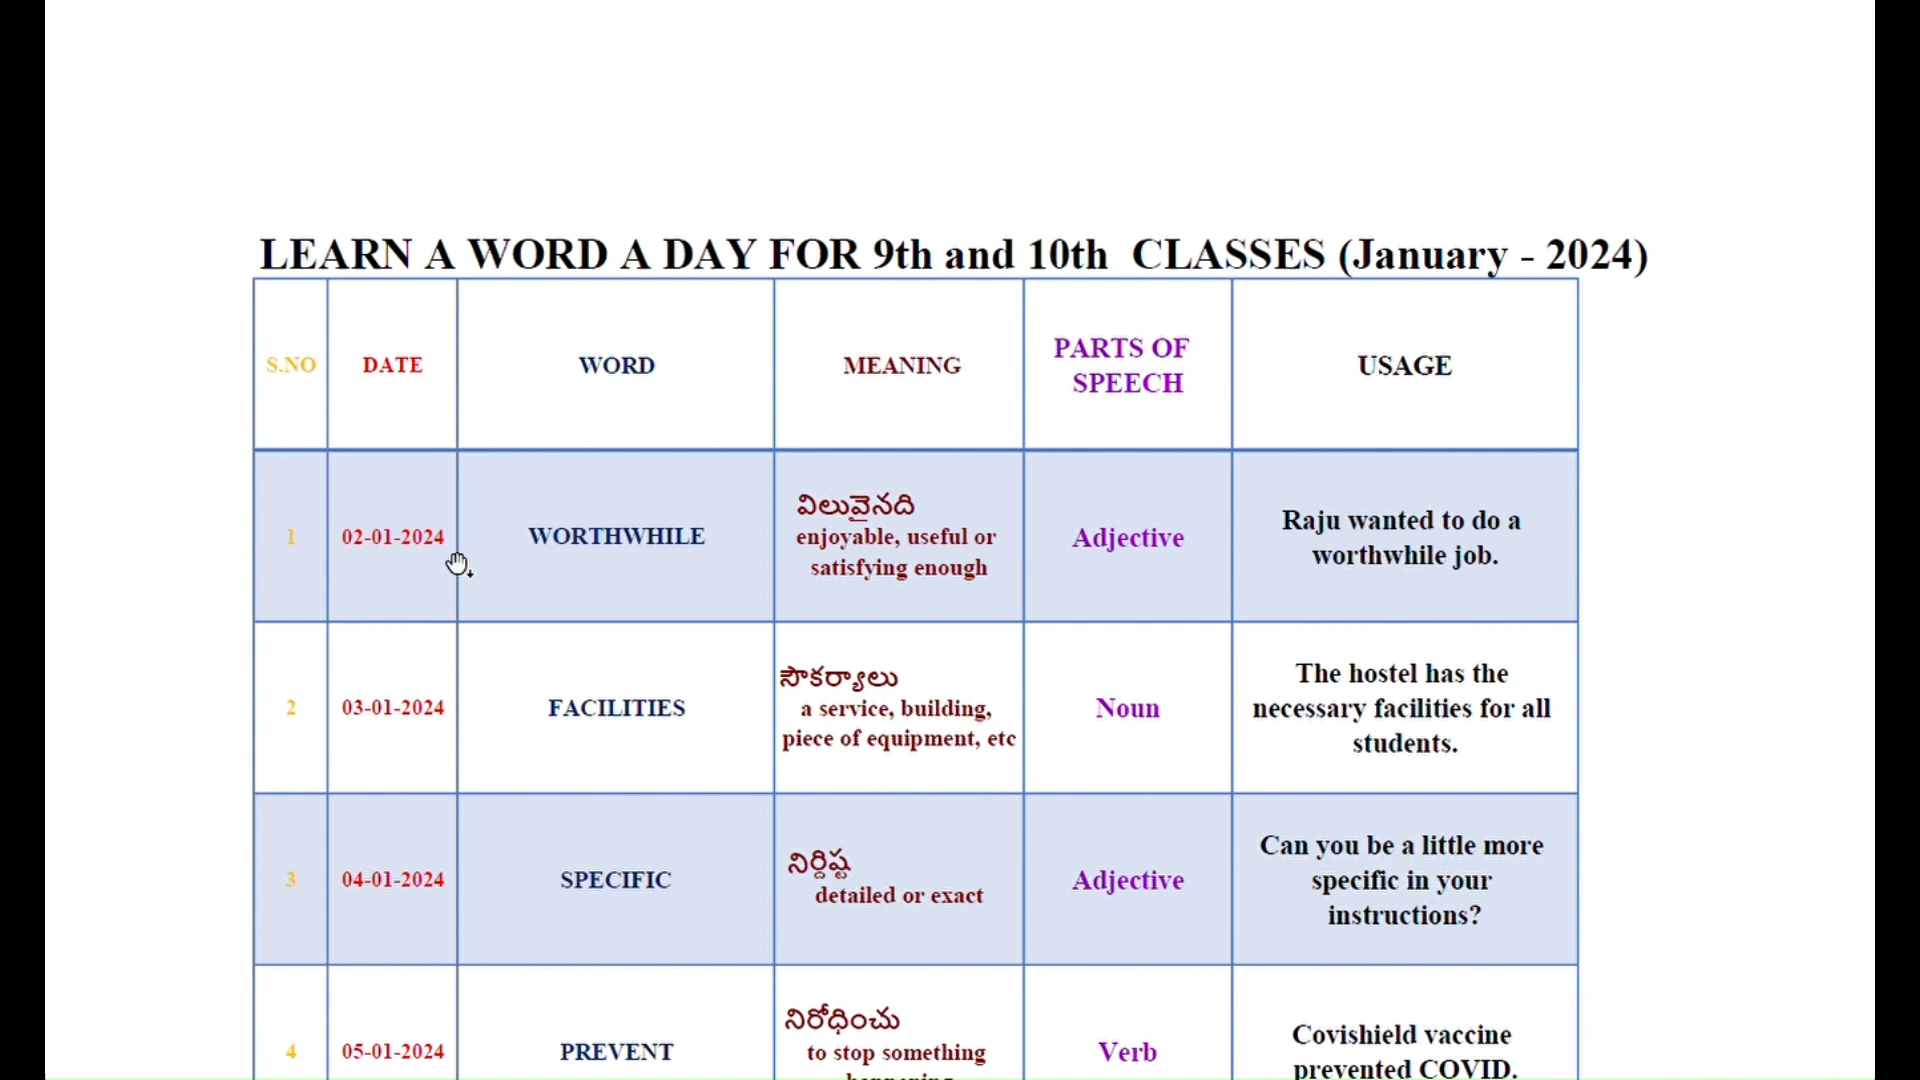 LEARN A WORD A DAY FOR 9th and 10th CLASSES (January - 2024)
S.NO DATE WORD MEANING PARTS OF SPEECH USAGE
1 02-01-2024 WORTHWHILE విలువైనది
enjoyable, useful or
satisfying enough
Adjective
Raju wanted to do a
worthwhile job.
2 03-01-2024 FACILITIES సౌకర్యాలు
a service, building,
piece of equipment, etc
Noun
The hostel has the
necessary facilities for all
students.
3 04-01-2024 SPECIFIC నిర్దిష్ట
detailed or exact
Adjective
Can you be a little more
specific in your
instructions?
4 05-01-2024 PREVENT నిరోధించు
to stop something
happening
Verb
Covishield vaccine
prevented COVID.